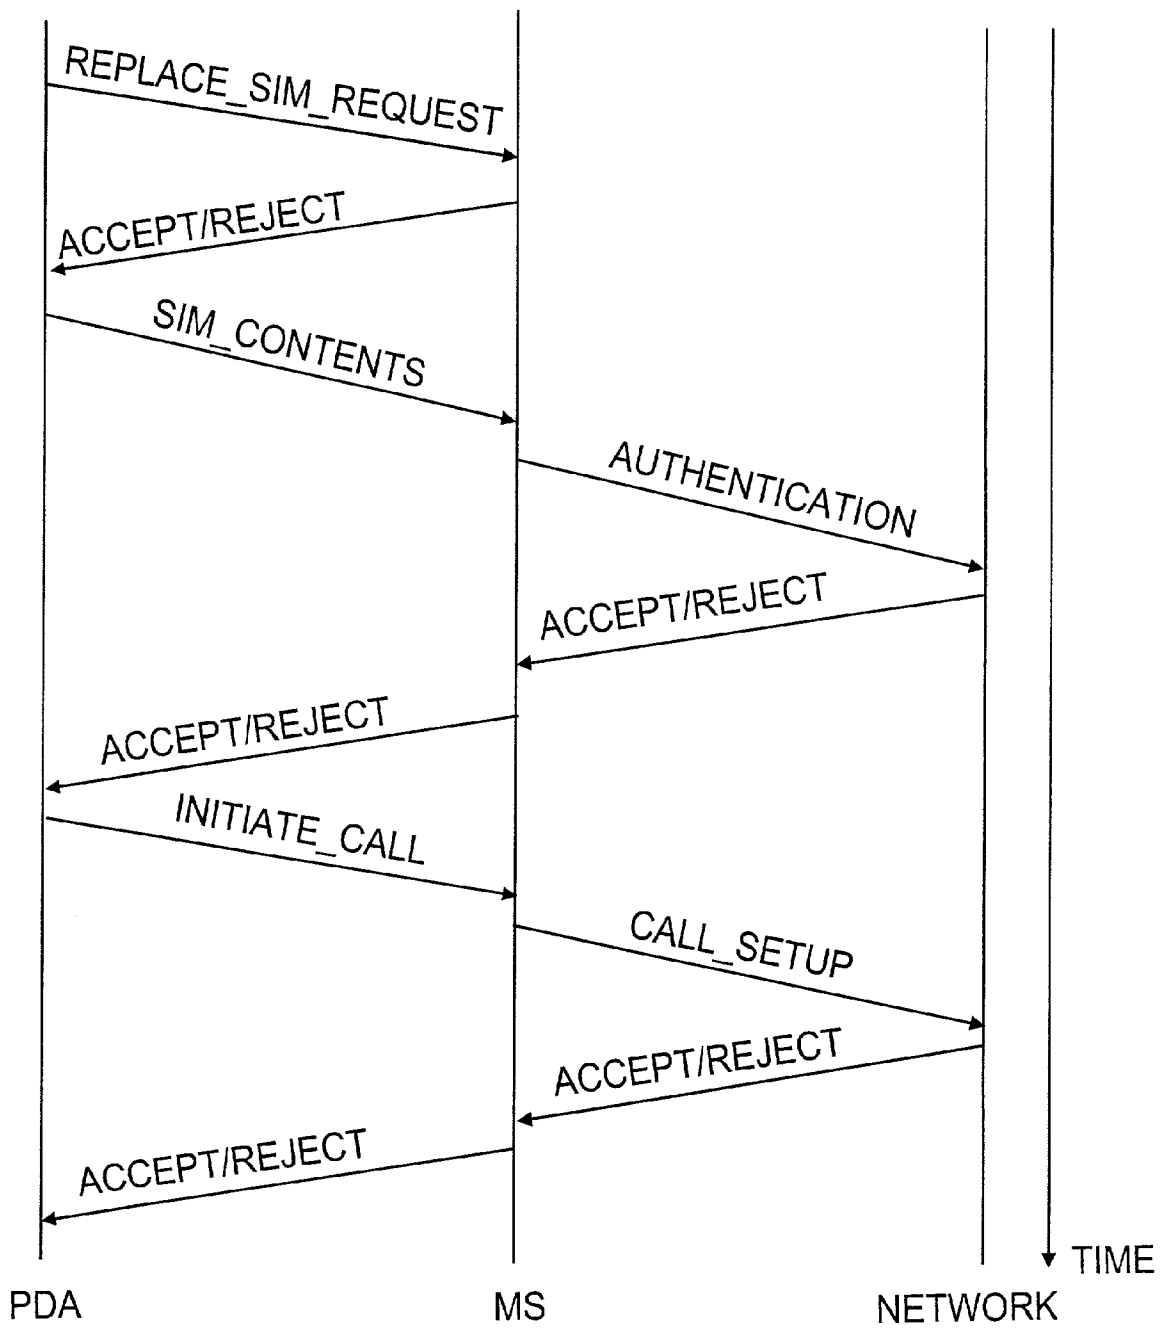 REPLACE_SIM_REQUEST
ACCEPT/REJECT
SIM_CONTENTS
AUTHENTICATION
ACCEPT/REJECT
ACCEPT/REJECT
INITIATE_CALL
CALL_SETUP
ACCEPT/REJECT
ACCEPT/REJECT
TIME
PDA
MS
NETWORK